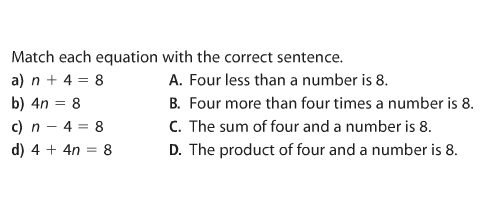 Match each equation with the correct sentence.
a) n + 4 = 8 A. Four less than a number is 8.
b) 4n = 8 B. Four more than four times a number is 8.
c) n − 4 = 8 C. The sum of four and a number is 8.
d) 4 + 4n = 8 D. The product of four and a number is 8.